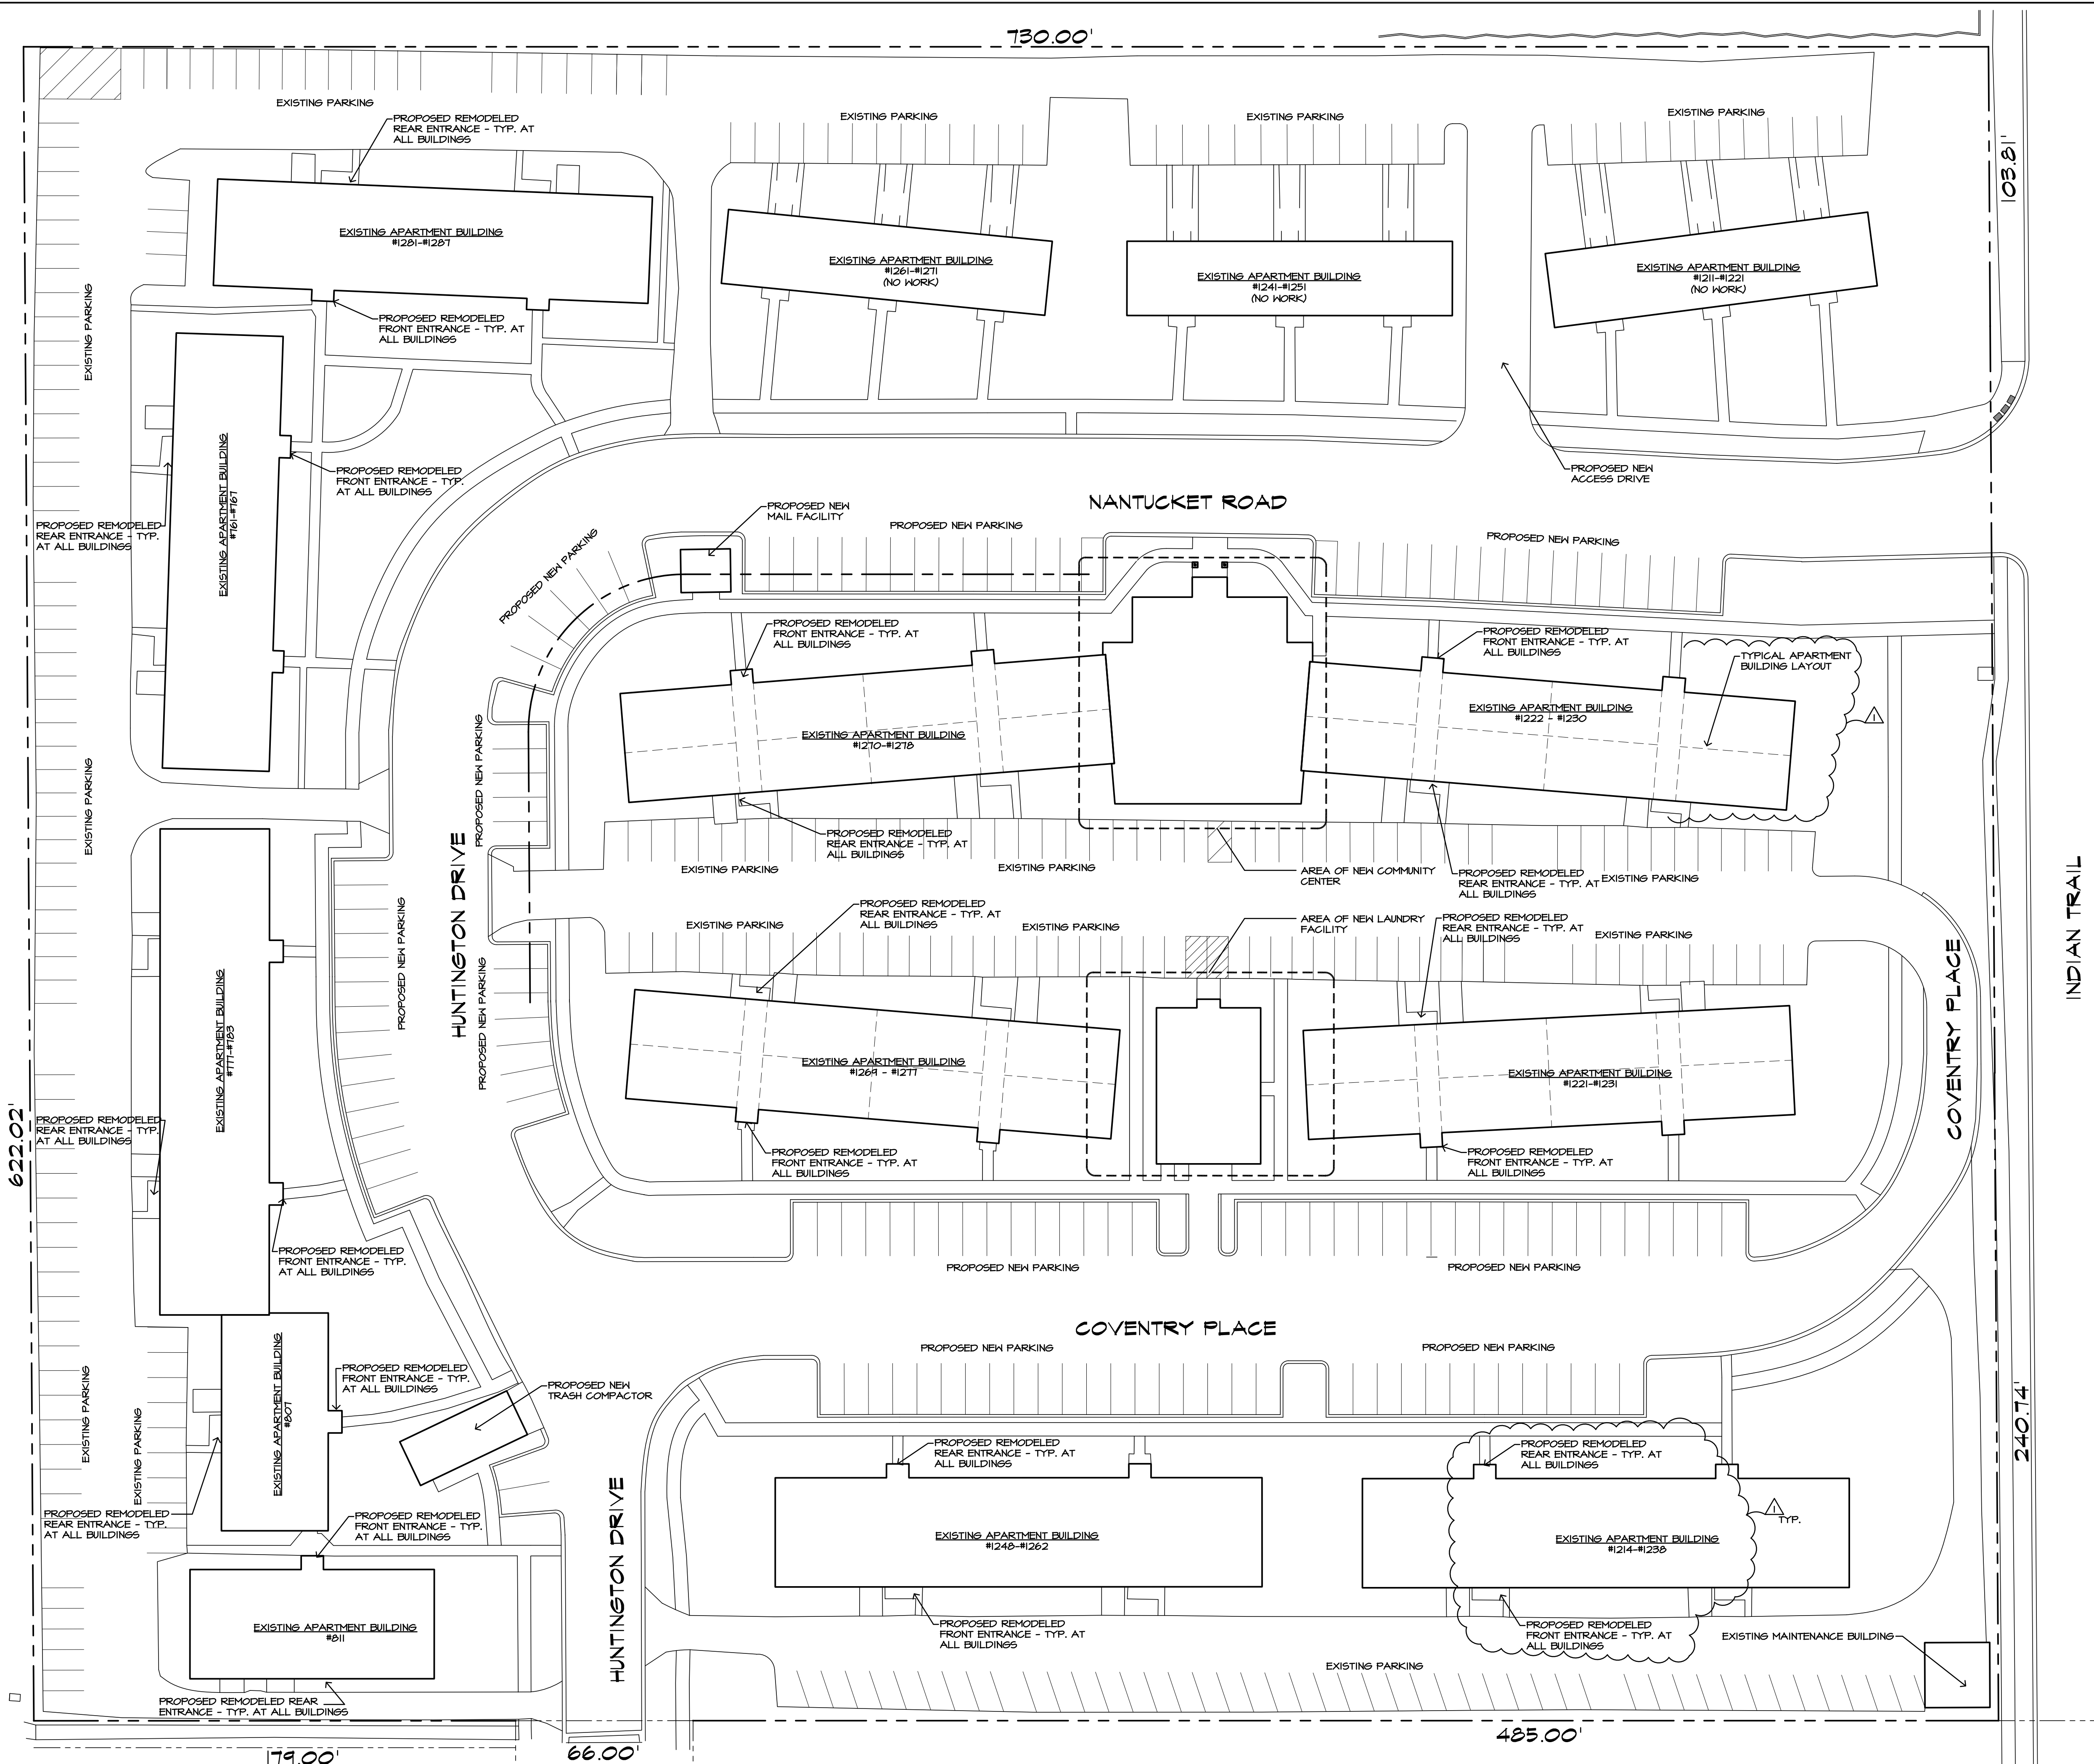 730.00'
EXISTING PARKING
PROPOSED REMODELED
REAR ENTRANCE - TYP. AT
ALL BUILDINGS
EXISTING PARKING
EXISTING PARKING
EXISTING PARKING
103.81'
EXISTING APARTMENT BUILDING
#1281-#1287
EXISTING APARTMENT BUILDING
#1261-#1271
(NO WORK)
EXISTING APARTMENT BUILDING
#1241-#1251
(NO WORK)
EXISTING APARTMENT BUILDING
#1211-#1221
(NO WORK)
EXISTING PARKING
PROPOSED REMODELED
FRONT ENTRANCE - TYP. AT
ALL BUILDINGS
EXISTING APARTMENT BUILDING
#761-#767
PROPOSED REMODELED
FRONT ENTRANCE - TYP.
AT ALL BUILDINGS
PROPOSED REMODELED
REAR ENTRANCE - TYP.
AT ALL BUILDINGS
PROPOSED NEW
ACCESS DRIVE
NANTUCKET ROAD
PROPOSED NEW
MAIL FACILITY
PROPOSED NEW PARKING
PROPOSED NEW PARKING
PROPOSED NEW PARKING
PROPOSED REMODELED
FRONT ENTRANCE - TYP. AT
ALL BUILDINGS
PROPOSED REMODELED
FRONT ENTRANCE - TYP. AT
ALL BUILDINGS
TYPICAL APARTMENT
BUILDING LAYOUT
1
EXISTING APARTMENT BUILDING
#1270-#1278
EXISTING APARTMENT BUILDING
#1222 - #1230
PROPOSED NEW PARKING
EXISTING PARKING
PROPOSED REMODELED
REAR ENTRANCE - TYP. AT
ALL BUILDINGS
EXISTING PARKING
EXISTING PARKING
AREA OF NEW COMMUNITY
CENTER
PROPOSED REMODELED
REAR ENTRANCE - TYP. AT
ALL BUILDINGS
EXISTING PARKING
HUNTINGTON DRIVE
PROPOSED NEW PARKING
EXISTING APARTMENT BUILDING
#777-#783
PROPOSED REMODELED
REAR ENTRANCE - TYP. AT
ALL BUILDINGS
EXISTING PARKING
EXISTING PARKING
AREA OF NEW LAUNDRY
FACILITY
PROPOSED REMODELED
REAR ENTRANCE - TYP. AT
ALL BUILDINGS
EXISTING PARKING
COVENTRY PLACE
INDIAN TRAIL
PROPOSED NEW PARKING
EXISTING APARTMENT BUILDING
#1269 - #1277
EXISTING APARTMENT BUILDING
#1221-#1231
622.02'
PROPOSED REMODELED
REAR ENTRANCE - TYP.
AT ALL BUILDINGS
PROPOSED REMODELED
FRONT ENTRANCE - TYP. AT
ALL BUILDINGS
PROPOSED REMODELED
FRONT ENTRANCE - TYP. AT
ALL BUILDINGS
PROPOSED REMODELED
FRONT ENTRANCE - TYP.
AT ALL BUILDINGS
PROPOSED NEW PARKING
PROPOSED NEW PARKING
COVENTRY PLACE
PROPOSED NEW PARKING
PROPOSED NEW PARKING
EXISTING PARKING
EXISTING PARKING
EXISTING APARTMENT BUILDING
#807
PROPOSED REMODELED
FRONT ENTRANCE - TYP.
AT ALL BUILDINGS
PROPOSED NEW
TRASH COMPACTOR
240.74'
PROPOSED REMODELED
REAR ENTRANCE - TYP. AT
ALL BUILDINGS
PROPOSED REMODELED
REAR ENTRANCE - TYP. AT
ALL BUILDINGS
1
TYP.
PROPOSED REMODELED
REAR ENTRANCE - TYP.
AT ALL BUILDINGS
PROPOSED REMODELED
FRONT ENTRANCE - TYP.
AT ALL BUILDINGS
HUNTINGTON DRIVE
EXISTING APARTMENT BUILDING
#1248-#1262
EXISTING APARTMENT BUILDING
#1214-#1238
EXISTING APARTMENT BUILDING
#811
PROPOSED REMODELED
FRONT ENTRANCE - TYP. AT
ALL BUILDINGS
PROPOSED REMODELED
FRONT ENTRANCE - TYP. AT
ALL BUILDINGS
EXISTING MAINTENANCE BUILDING
EXISTING PARKING
PROPOSED REMODELED REAR
ENTRANCE - TYP. AT ALL BUILDINGS
179.00'
66.00'
485.00'